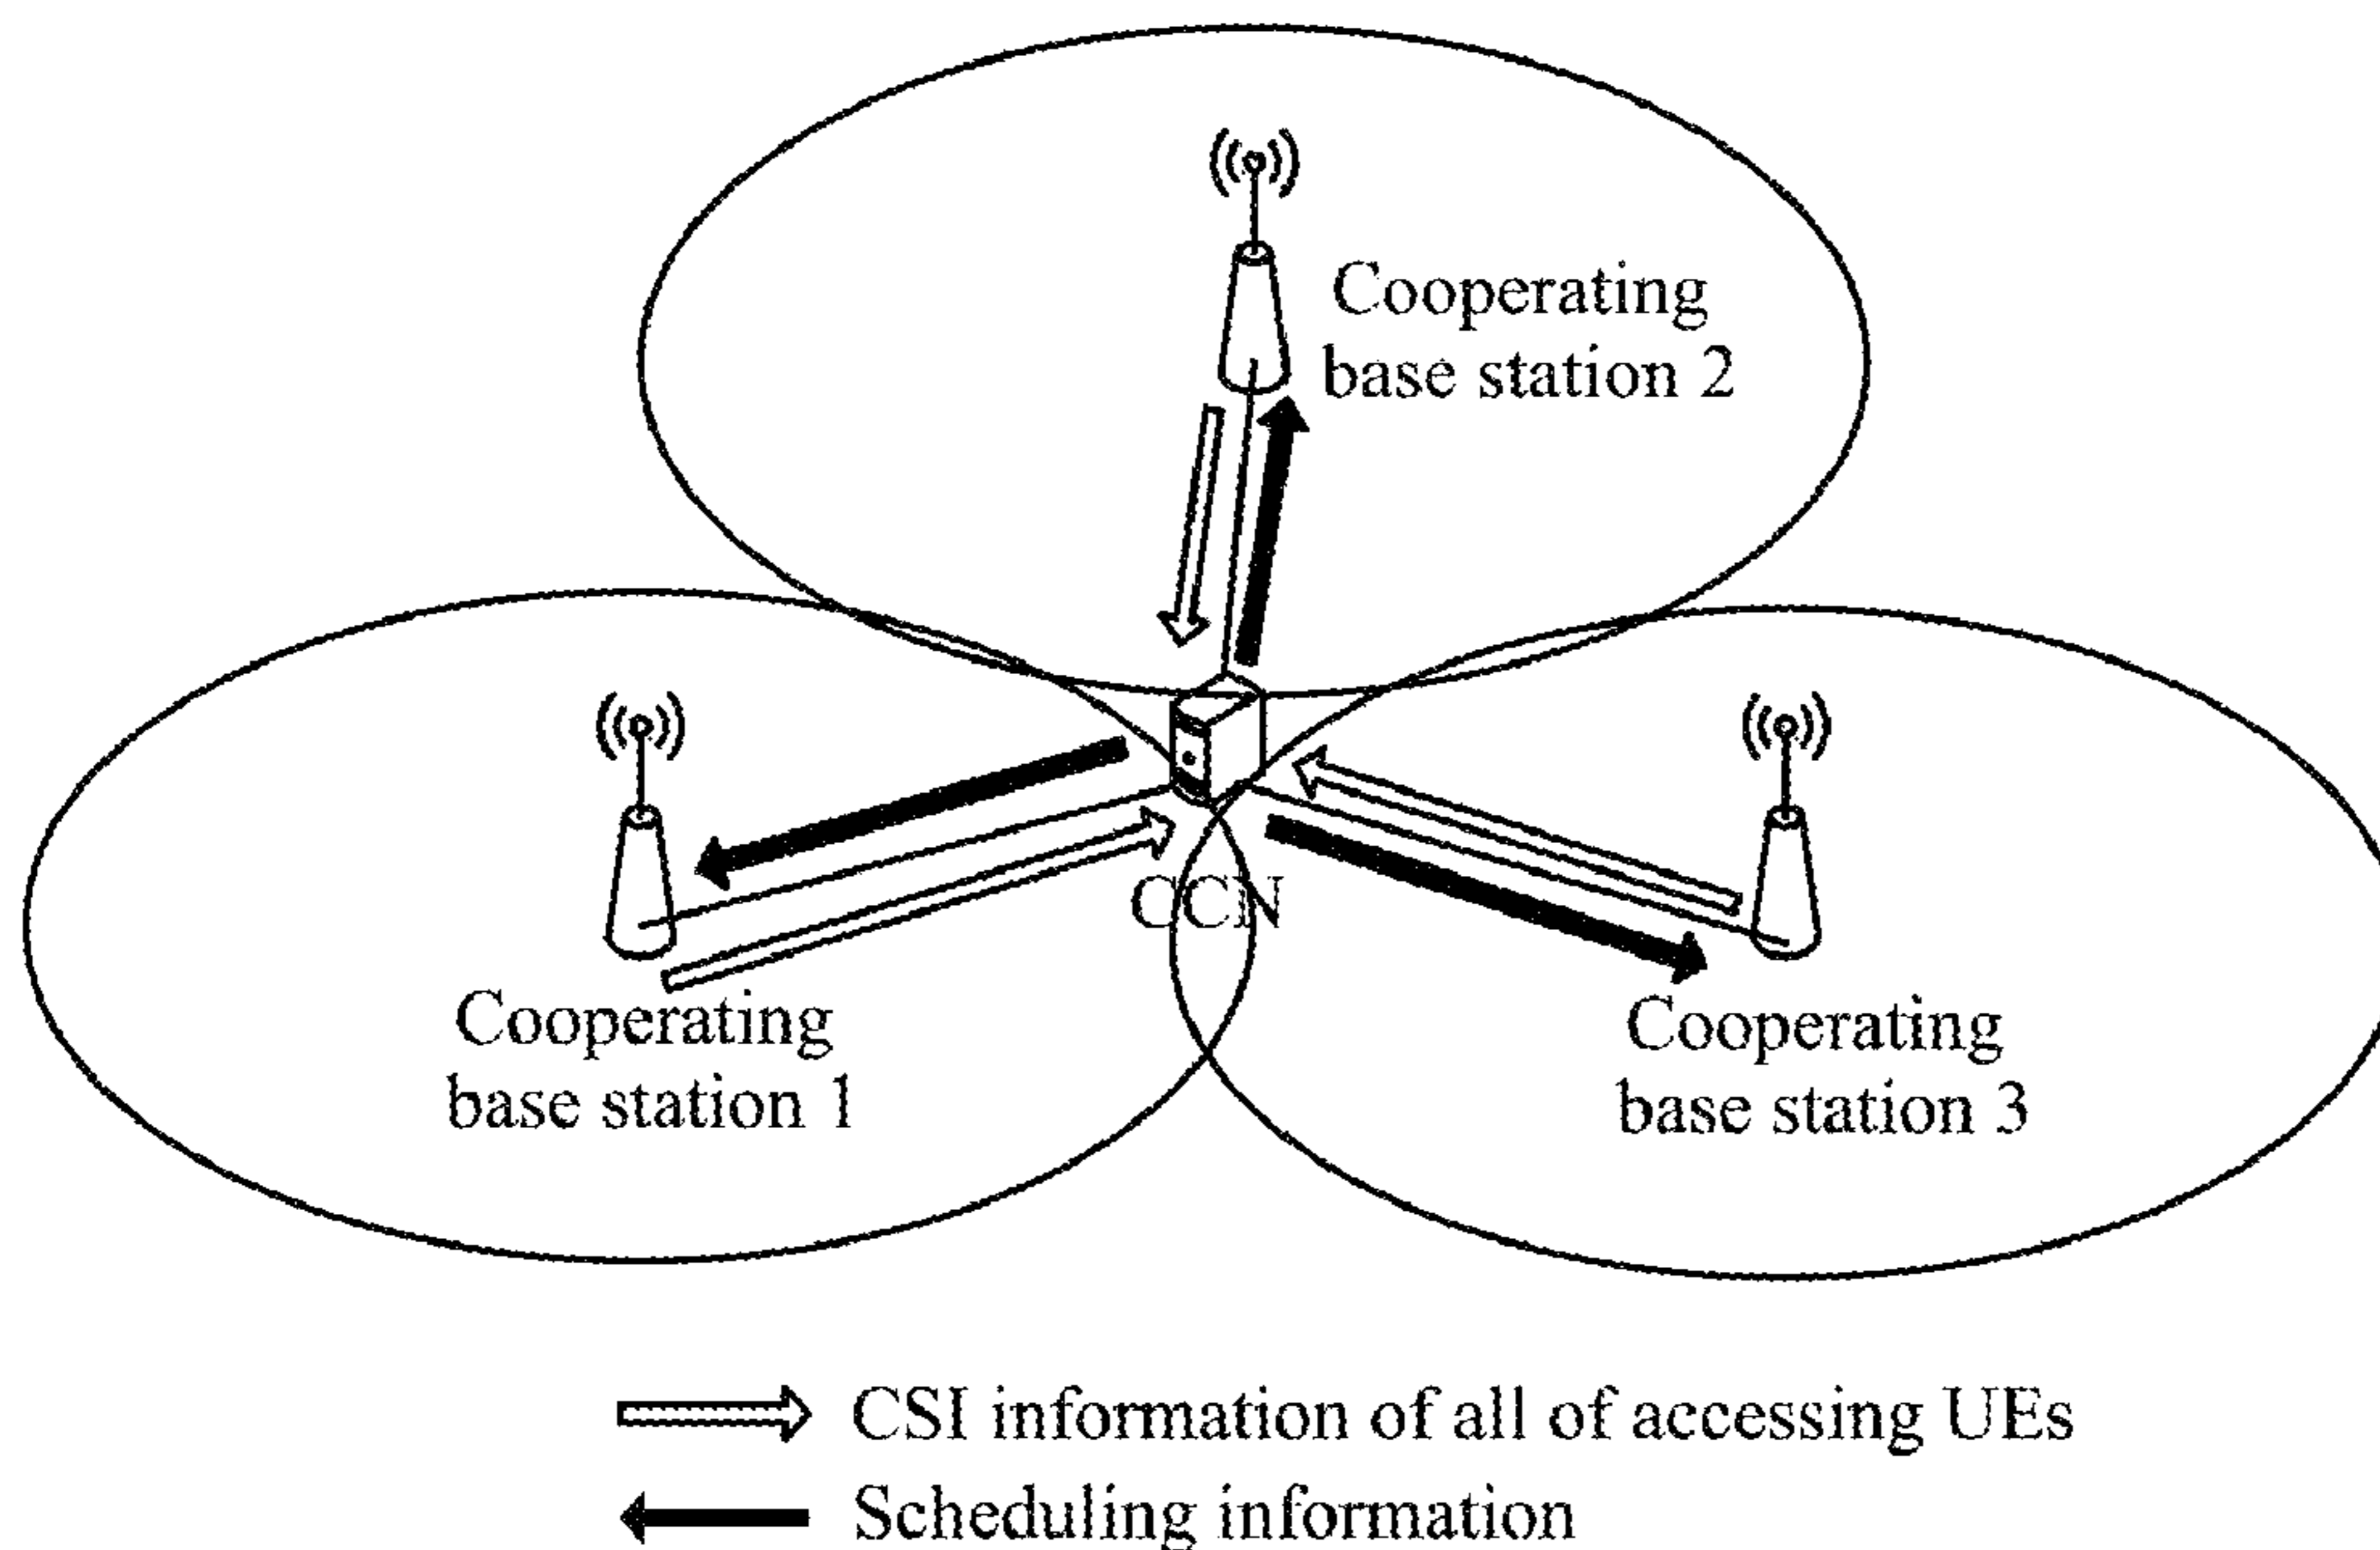 Cooperating
base station 2
CCN
Cooperating
base station 1
Cooperating
base station 3
CSI information of all of accessing UEs
Scheduling information